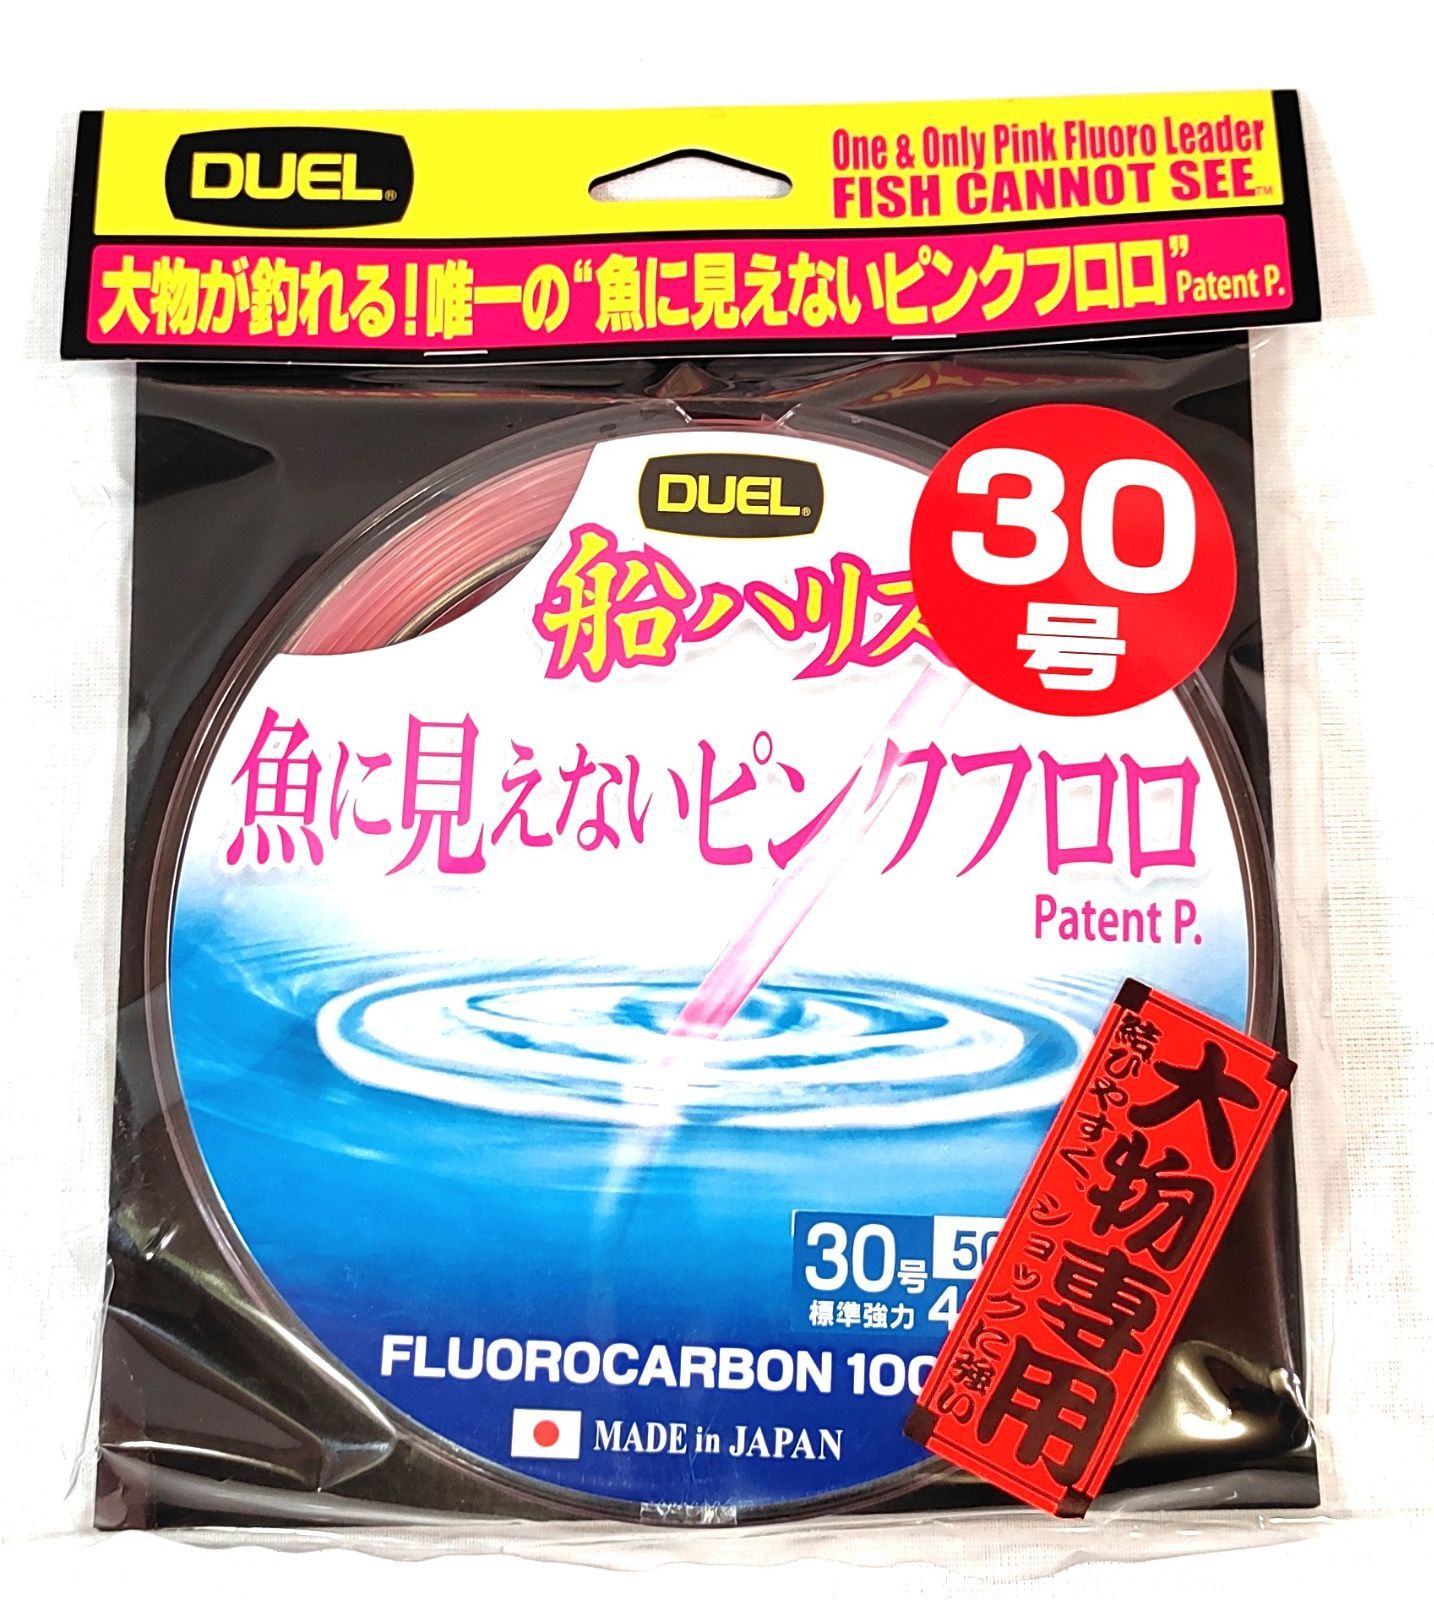 DUEL®
One & Only Pink Fluoro Leader
FISH CANNOT SEE™
大物が釣れる!唯一の“魚に見えないピンクフロロ” Patent P.
DUEL®
船ハリス
30
号
魚に見えないピンクフロロ
Patent P.
大物専用
結びやすく、ショックに強い
30号 50
標準強力 4
FLUOROCARBON 100
MADE in JAPAN